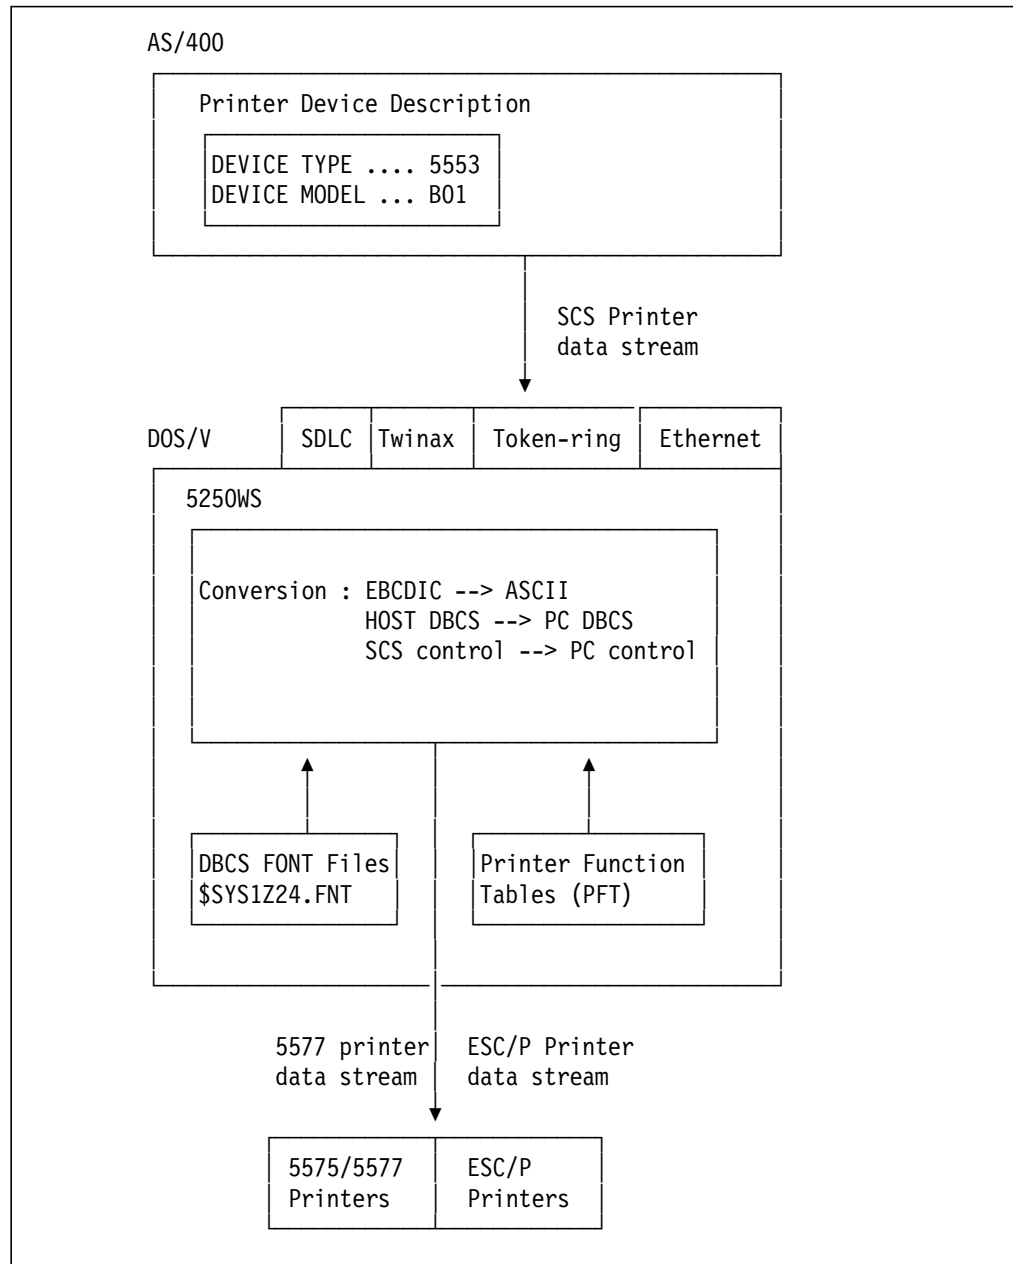 AS/400
Printer Device Description
DEVICE TYPE .... 5553
DEVICE MODEL ... B01
SCS Printer
data stream
DOS/V SDLC Twinax Token-ring Ethernet
5250WS
Conversion : EBCDIC --> ASCII
HOST DBCS --> PC DBCS
SCS control --> PC control
DBCS FONT Files
$SYS1Z24.FNT
Printer Function
Tables (PFT)
5577 printer
data stream
ESC/P Printer
data stream
5575/5577
Printers
ESC/P
Printers